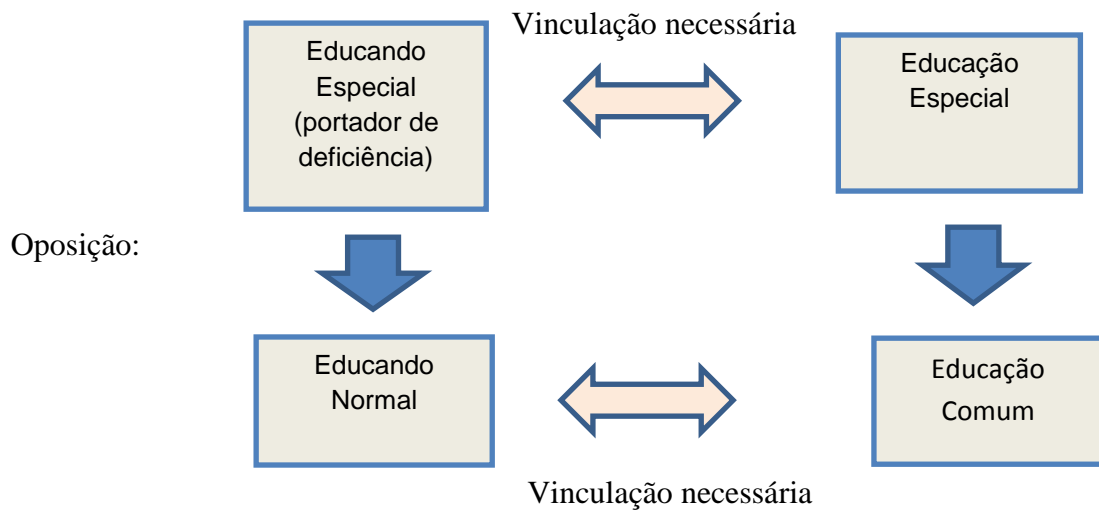 Vinculação necessária
Educando
Especial
(portador de
deficiência)
Educação
Especial
Oposição:
Educando
Normal
Educação
Comum
Vinculação necessária